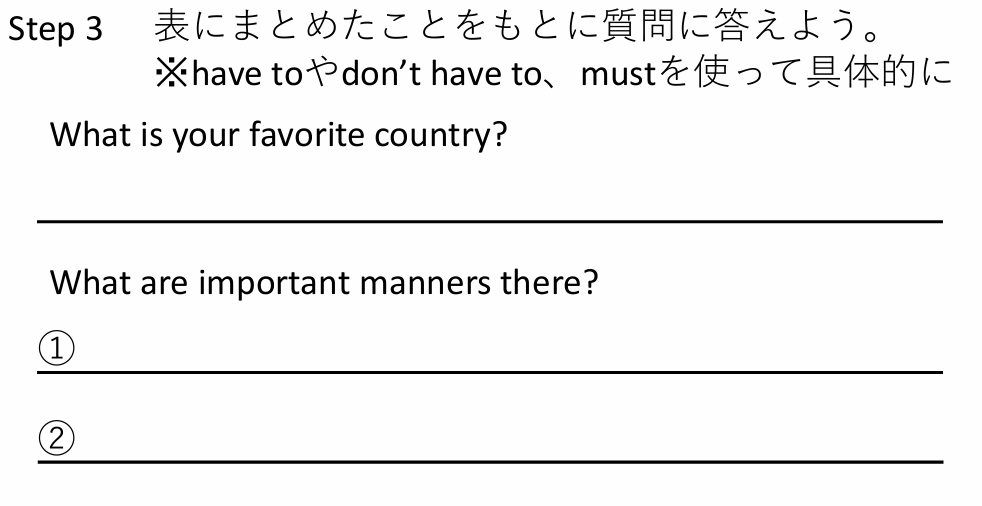 Step 3 表にまとめたことをもとに質問に答えよう。
※have toやdon't have to、mustを使って具体的に
What is your favorite country?
What are important manners there?
①
②